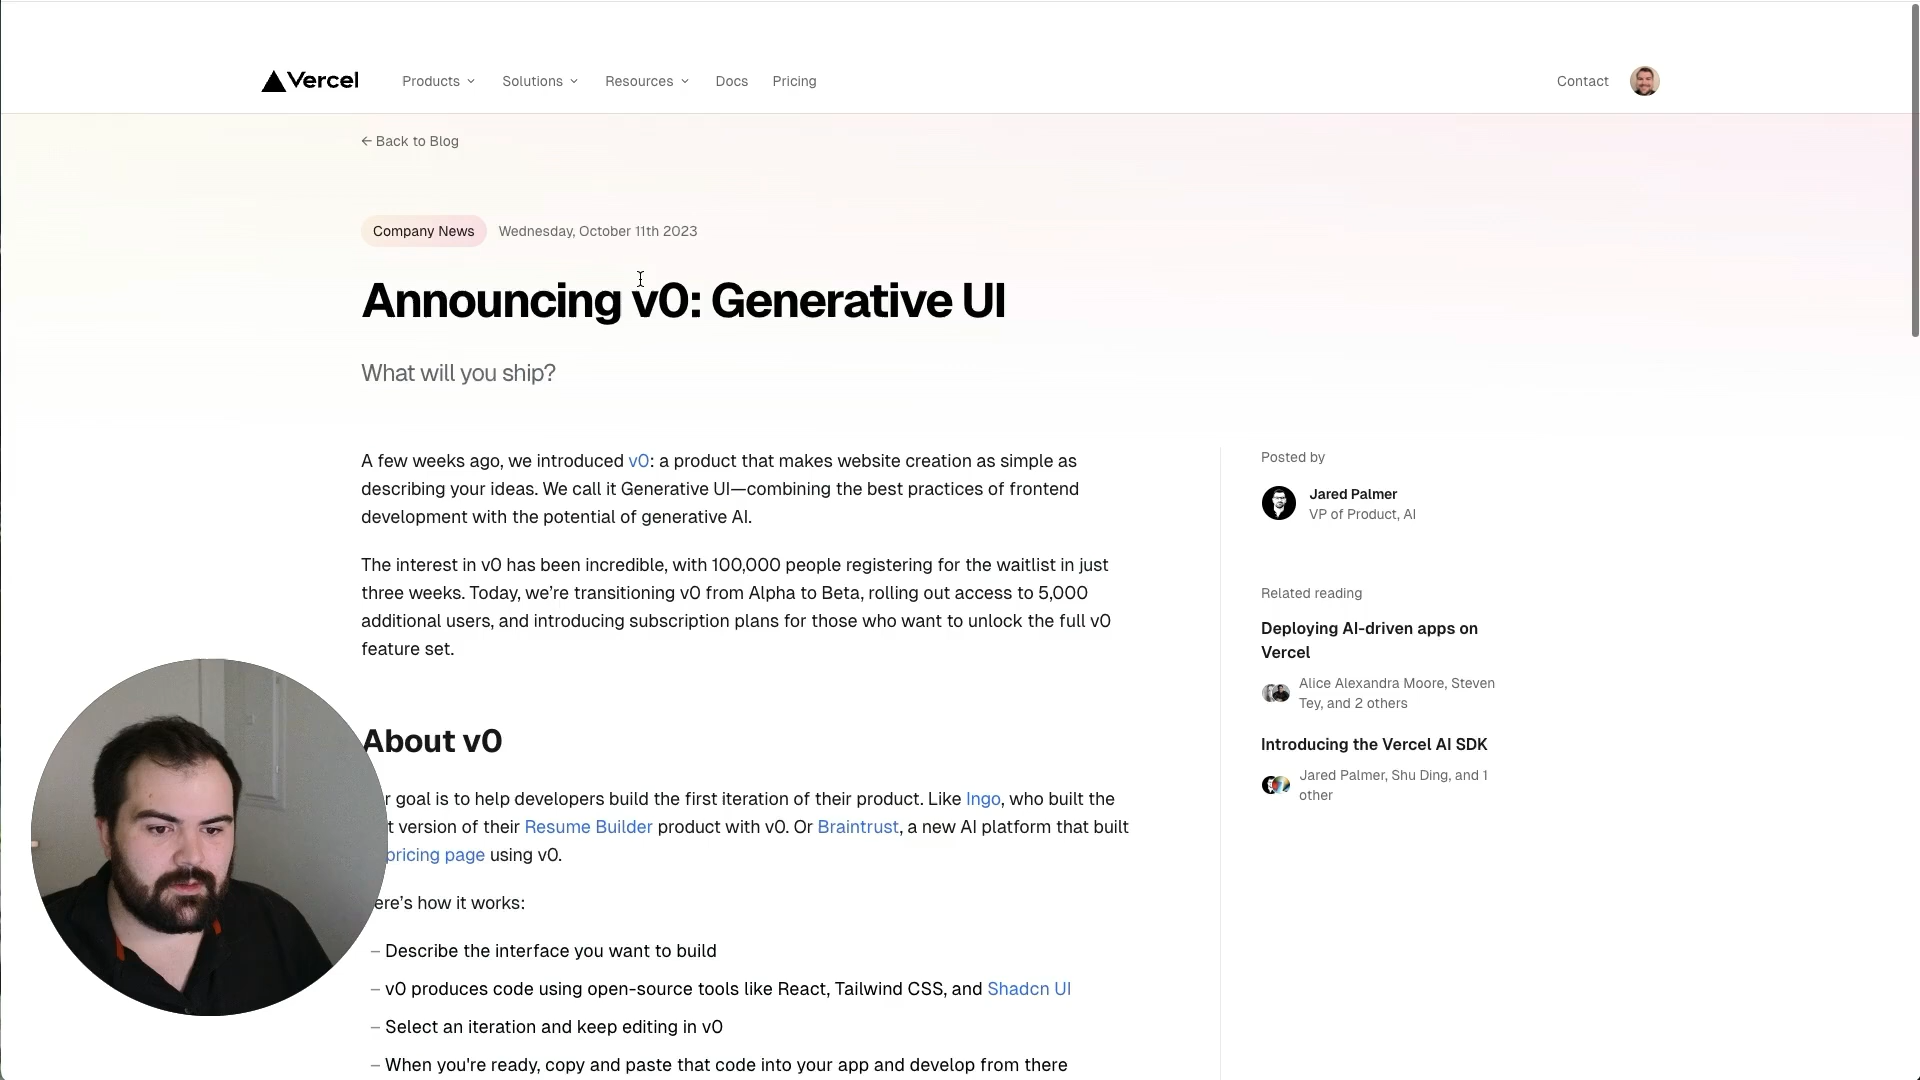 Vercel
Products
Solutions
Resources
Docs
Pricing
Contact
← Back to Blog
Company News
Wednesday, October 11th 2023
Announcing v0: Generative UI
What will you ship?
A few weeks ago, we introduced v0: a product that makes website creation as simple as
describing your ideas. We call it Generative UI—combining the best practices of frontend
development with the potential of generative AI.
The interest in v0 has been incredible, with 100,000 people registering for the waitlist in just
three weeks. Today, we’re transitioning v0 from Alpha to Beta, rolling out access to 5,000
additional users, and introducing subscription plans for those who want to unlock the full v0
feature set.
About v0
r goal is to help developers build the first iteration of their product. Like Ingo, who built the
t version of their Resume Builder product with v0. Or Braintrust, a new AI platform that built
pricing page using v0.
ere’s how it works:
– Describe the interface you want to build
– v0 produces code using open-source tools like React, Tailwind CSS, and Shadcn UI
– Select an iteration and keep editing in v0
– When you're ready, copy and paste that code into your app and develop from there
Posted by
Jared Palmer
VP of Product, AI
Related reading
Deploying AI-driven apps on
Vercel
Alice Alexandra Moore, Steven
Tey, and 2 others
Introducing the Vercel AI SDK
Jared Palmer, Shu Ding, and 1
other